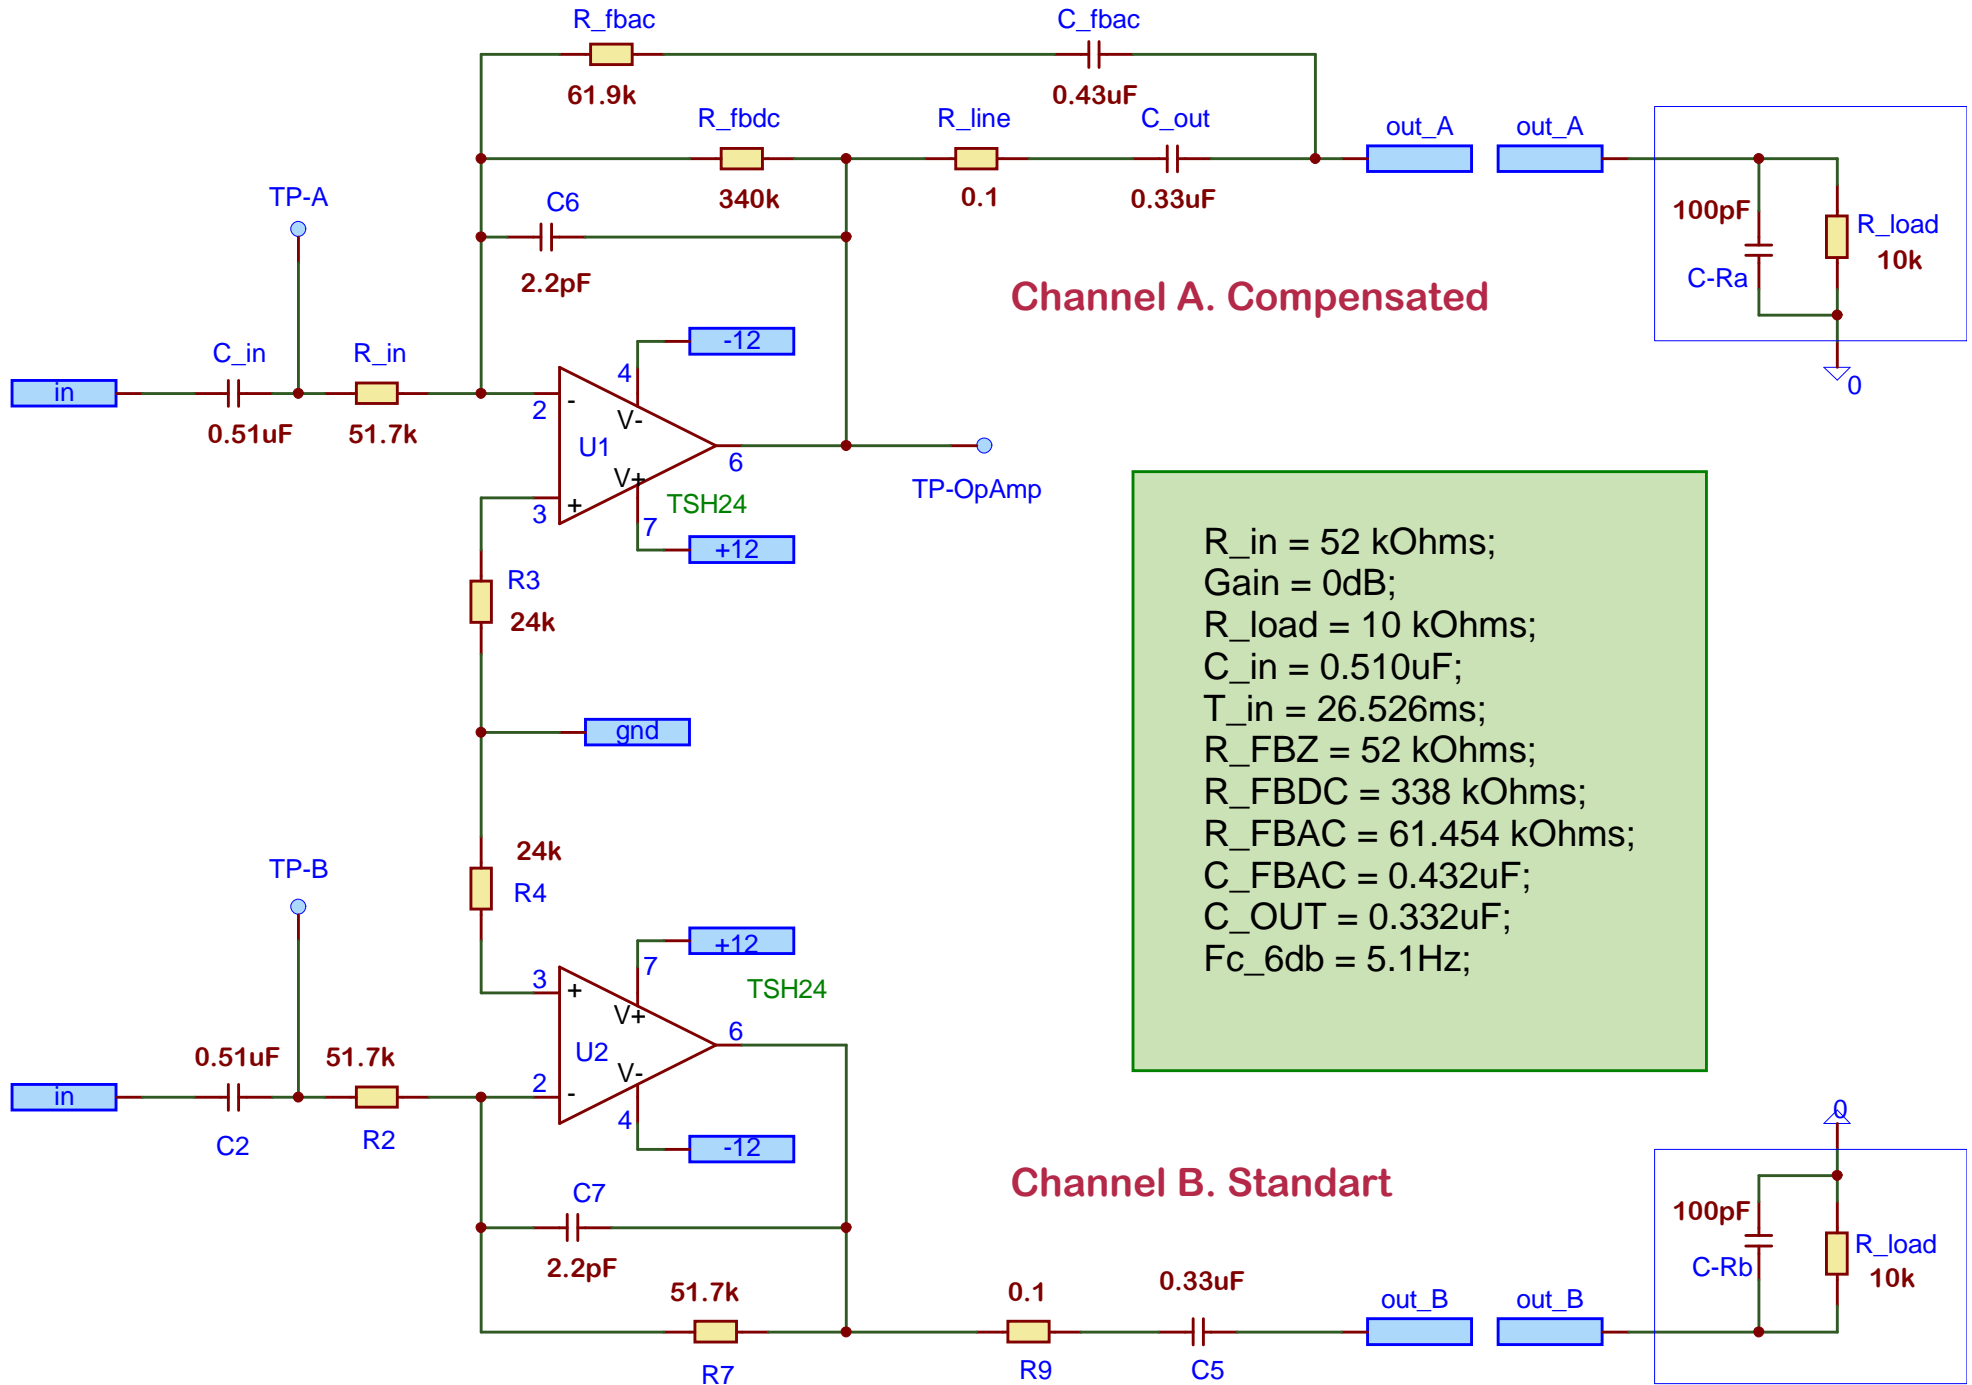 R_fbac
C_fbac
61.9k
0.43uF
R_fbdc
R_line
C_out
out_A
out_A
340k
0.1
0.33uF
TP-A
C6
2.2pF
100pF
R_load
10k
C-Ra
0
Channel A. Compensated
C_in
R_in
in
0.51uF
51.7k
-12
4
2
-
V-
U1
6
V+
+
3
7
TSH24
+12
TP-OpAmp
R3
24k
gnd
R_in = 52 kOhms;
Gain = 0dB;
R_load = 10 kOhms;
C_in = 0.510uF;
T_in = 26.526ms;
R_FBZ = 52 kOhms;
R_FBDC = 338 kOhms;
R_FBAC = 61.454 kOhms;
C_FBAC = 0.432uF;
C_OUT = 0.332uF;
Fc_6db = 5.1Hz;
24k
R4
TP-B
+12
7
3
+
TSH24
V+
6
U2
V-
2
-
4
-12
0.51uF
51.7k
in
C2
R2
Channel B. Standart
C7
2.2pF
51.7k
R7
0.1
R9
0.33uF
C5
out_B
out_B
0
100pF
C-Rb
R_load
10k